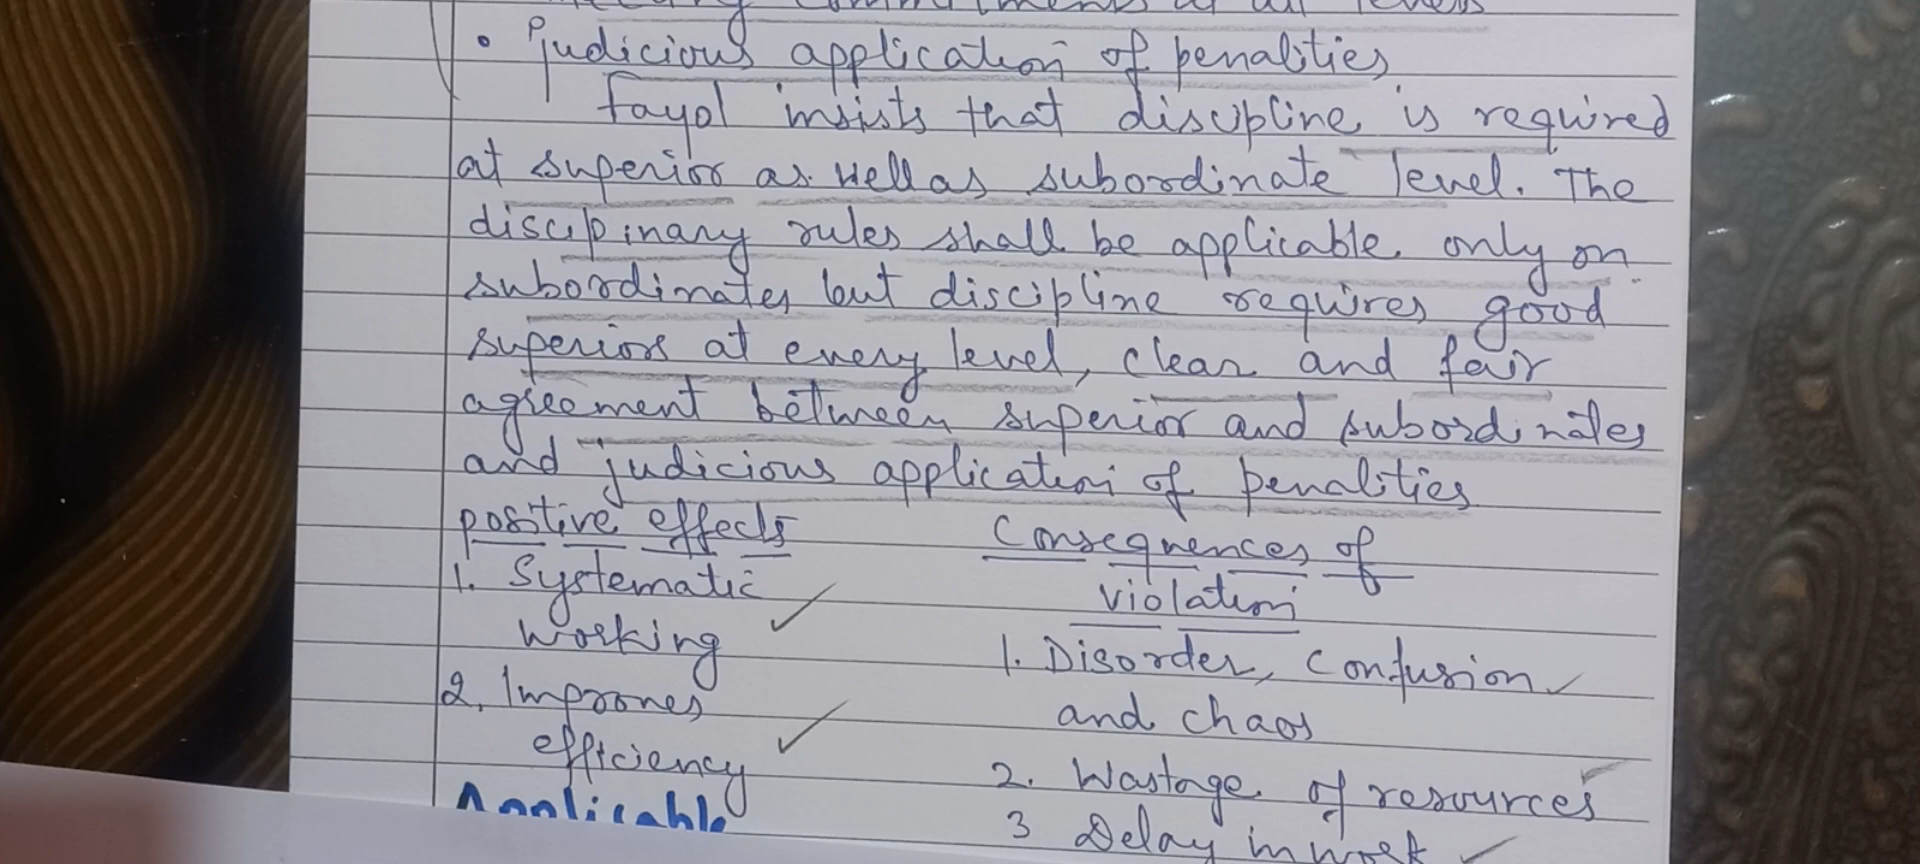 • judicious application of penalities
Fayol insists that discipline is required
at superior as well as subordinate level. The
discipinary rules shall be applicable only on
subordinates but discipline requires good
superiors at every level, clear and fair
agreement between superior and subordinates
and judicious application of penalities
positive effects
1. Systematic
working
2. Improves
efficiency
Applicable
Consequences of
violation
1. Disorder, Confusion
and chaos
2. Wastage of resources
3 Delay in work